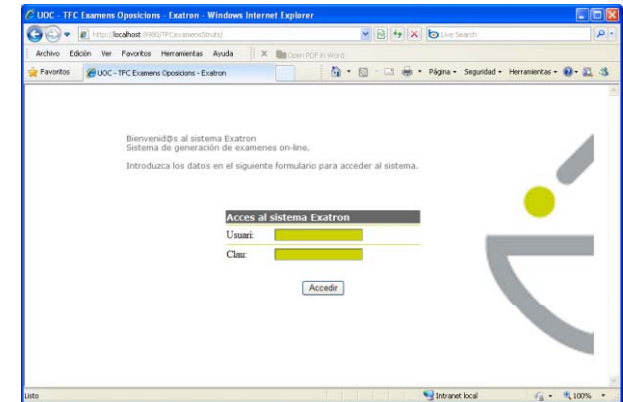 UOC - TFC Examens Oposicions - Exatron - Windows Internet Explorer
http://localhost:8988/TFCexamensStruts/
Live Search
Archivo Edición Ver Favoritos Herramientas Ayuda X Open PDF in Word
Favoritos UOC - TFC Examens Oposicions - Exatron Página Seguridad Herramientas
Bienvenid@s al sistema Exatron
Sistema de generación de examenes on-line.
Introduzca los datos en el siguiente formulario para acceder al sistema.
Acces al sistema Exatron
Usuari:
Clau:
Accedir
Listo Intranet local 100%